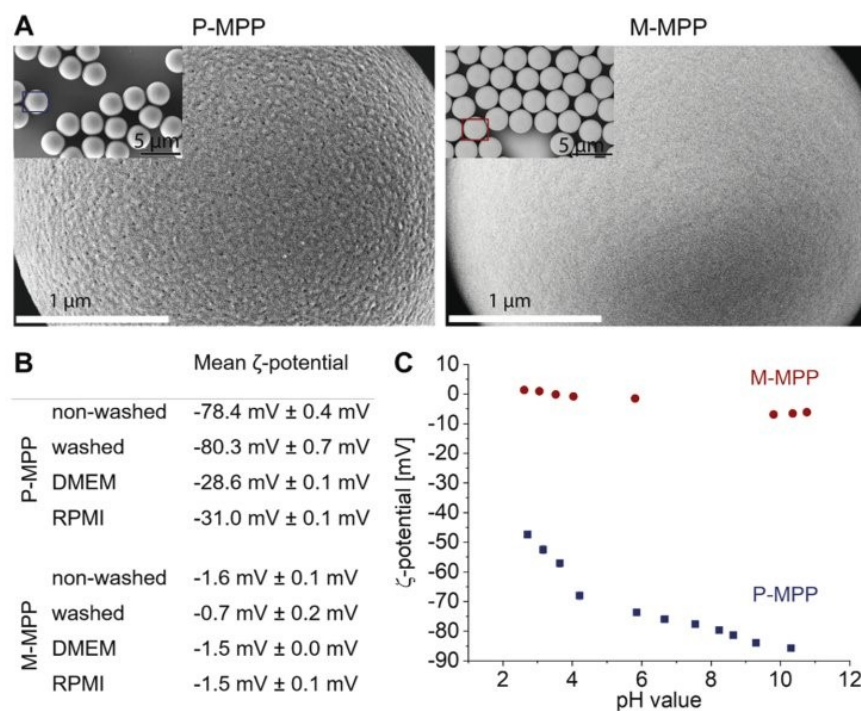 A
P-MPP
M-MPP
5 µm
5 µm
1 µm
1 µm
B
Mean ζ-potential
P-MPP
non-washed -78.4 mV ± 0.4 mV
washed -80.3 mV ± 0.7 mV
DMEM -28.6 mV ± 0.1 mV
RPMI -31.0 mV ± 0.1 mV
M-MPP
non-washed -1.6 mV ± 0.1 mV
washed -0.7 mV ± 0.2 mV
DMEM -1.5 mV ± 0.0 mV
RPMI -1.5 mV ± 0.1 mV
C
ζ-potential [mV]
10
0
-10
-20
-30
-40
-50
-60
-70
-80
-90
M-MPP
P-MPP
2 4 6 8 10 12
pH value